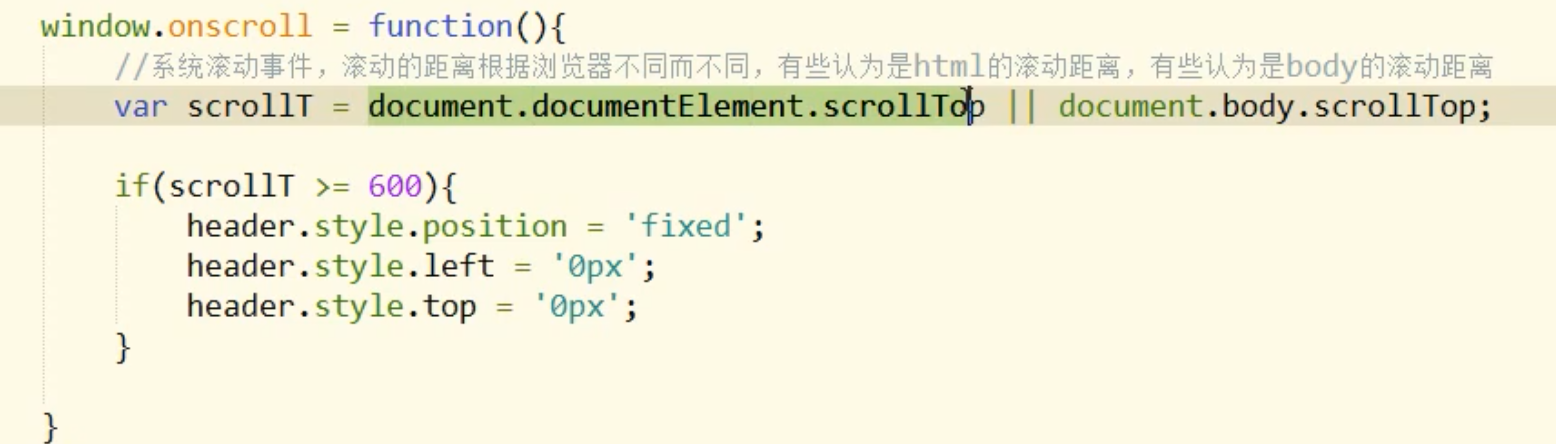 window.onscroll = function(){
//系统滚动事件，滚动的距离根据浏览器不同而不同，有些认为是html的滚动距离，有些认为是body的滚动距离
var scrollT = document.documentElement.scrollTop || document.body.scrollTop;
if(scrollT >= 600){
header.style.position = 'fixed';
header.style.left = '0px';
header.style.top = '0px';
}
}